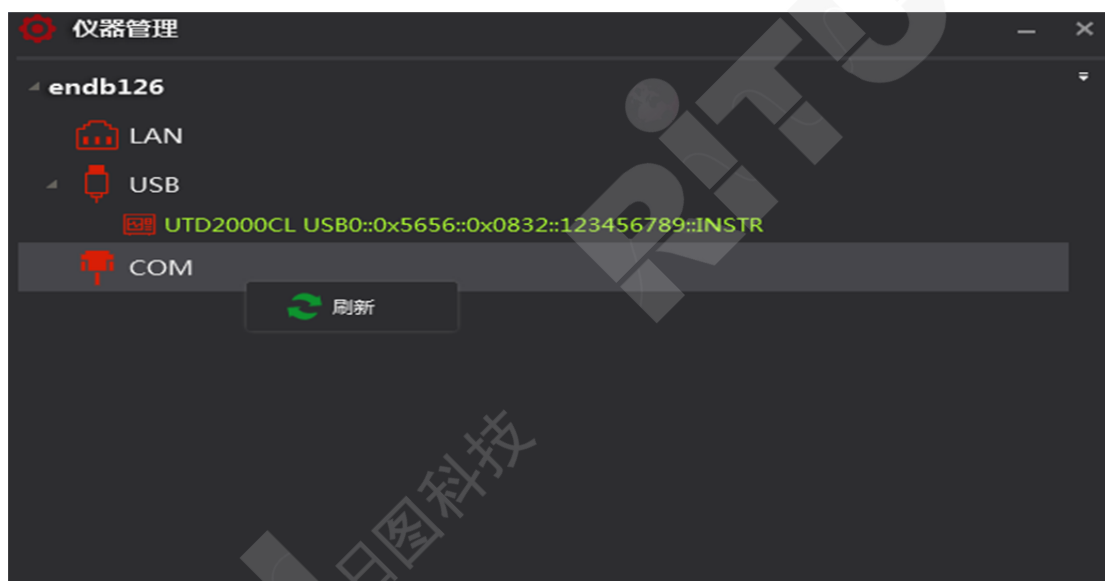 仪器管理
endb126
LAN
USB
UTD2000CL USB0::0x5656::0x0832::123456789::INSTR
COM
刷新
RITU
日图科技